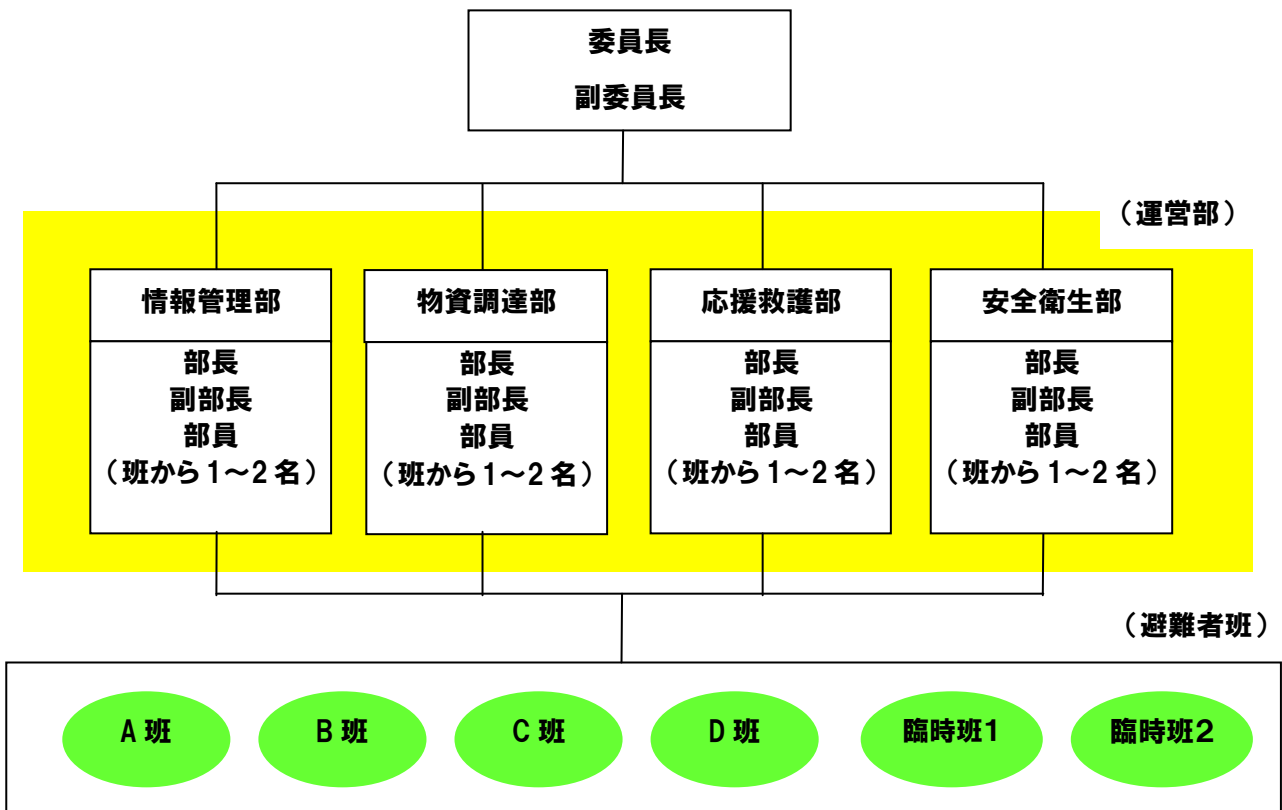 委員長
副委員長
（運営部）
情報管理部
部長
副部長
部員
（班から1～2名）
物資調達部
部長
副部長
部員
（班から1～2名）
応援救護部
部長
副部長
部員
（班から1～2名）
安全衛生部
部長
副部長
部員
（班から1～2名）
（避難者班）
A班
B班
C班
D班
臨時班1
臨時班2